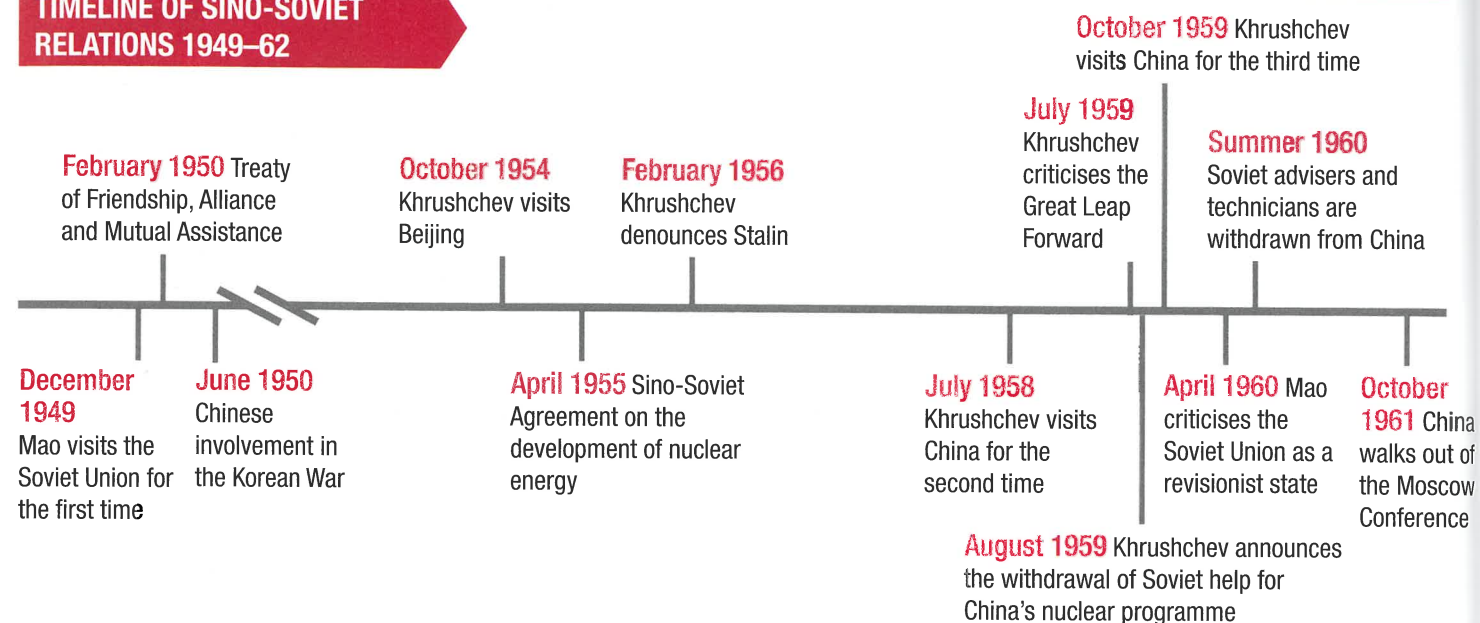 TIMELINE OF SINO-SOVIET
RELATIONS 1949–62
February 1950 Treaty
of Friendship, Alliance
and Mutual Assistance
October 1954
Khrushchev visits
Beijing
February 1956
Khrushchev
denounces Stalin
July 1959
Khrushchev
criticises the
Great Leap
Forward
October 1959 Khrushchev
visits China for the third time
Summer 1960
Soviet advisers and
technicians are
withdrawn from China
December
1949
Mao visits the
Soviet Union for
the first time
June 1950
Chinese
involvement in
the Korean War
April 1955 Sino-Soviet
Agreement on the
development of nuclear
energy
July 1958
Khrushchev visits
China for the
second time
August 1959 Khrushchev announces
the withdrawal of Soviet help for
China's nuclear programme
April 1960 Mao
criticises the
Soviet Union as a
revisionist state
October
1961 China
walks out of
the Moscow
Conference